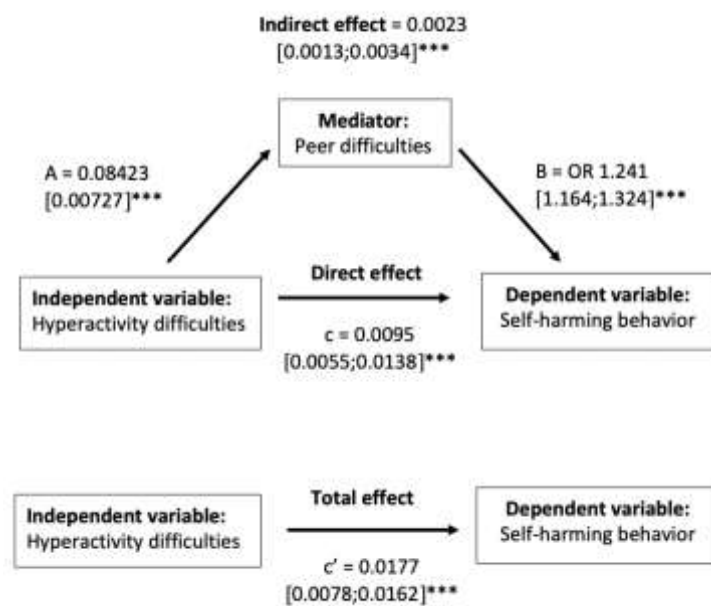 Indirect effect = 0.0023
[0.0013;0.0034]***
Mediator:
Peer difficulties
A = 0.08423
[0.00727]***
B = OR 1.241
[1.164;1.324]***
Independent variable:
Hyperactivity difficulties
Direct effect
c = 0.0095
[0.0055;0.0138]***
Dependent variable:
Self-harming behavior
Independent variable:
Hyperactivity difficulties
Total effect
c' = 0.0177
[0.0078;0.0162]***
Dependent variable:
Self-harming behavior